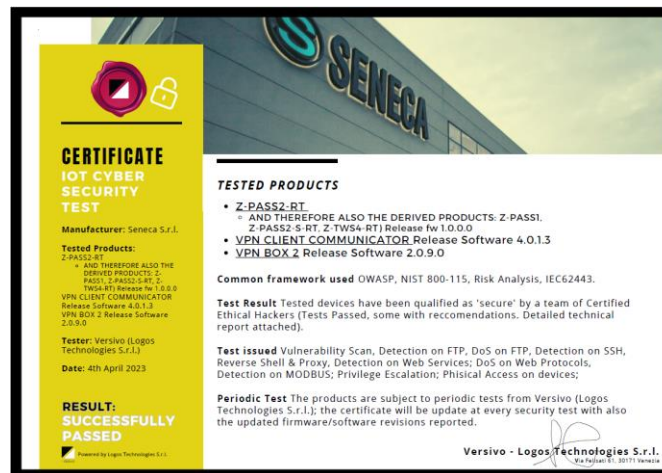 SENECA
CERTIFICATE
IOT CYBER
SECURITY
TEST
Manufacturer: Seneca S.r.l.
Tested Products:
Z-PASS2-RT
AND THEREFORE ALSO THE
DERIVED PRODUCTS: Z-
PASS1, Z-PASS2-S-RT, Z-
TWS4-RT) Release fw 1.0.0.0
VPN CLIENT COMMUNICATOR
Release Software 4.0.1.3
VPN BOX 2 Release Software
2.0.9.0
Tester: Versivo (Logos
Technologies S.r.l.)
Date: 4th April 2023
RESULT:
SUCCESSFULLY
PASSED
Powered by Logos Technologies S.r.l.
TESTED PRODUCTS
Z-PASS2-RT
AND THEREFORE ALSO THE DERIVED PRODUCTS: Z-PASS1,
Z-PASS2-S-RT, Z-TWS4-RT) Release fw 1.0.0.0
VPN CLIENT COMMUNICATOR Release Software 4.0.1.3
VPN BOX 2 Release Software 2.0.9.0
Common framework used OWASP, NIST 800-115, Risk Analysis, IEC62443.
Test Result Tested devices have been qualified as 'secure' by a team of Certified
Ethical Hackers (Tests Passed, some with reccomendations. Detailed technical
report attached).
Test issued Vulnerability Scan, Detection on FTP, DoS on FTP, Detection on SSH,
Reverse Shell & Proxy, Detection on Web Services; DoS on Web Protocols,
Detection on MODBUS; Privilege Escalation; Phisical Access on devices;
Periodic Test The products are subject to periodic tests from Versivo (Logos
Technologies S.r.l.); the certificate will be update at every security test with also
the updated firmware/software revisions reported.
Versivo - Logos Technologies S.r.l.
Via Felisati 61, 30171 Venezia